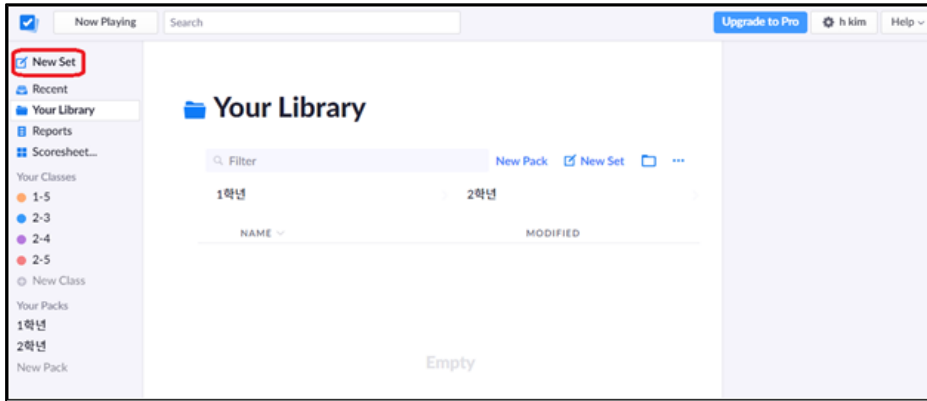 Now Playing
Search
Upgrade to Pro
h kim
Help
New Set
Recent
Your Library
Reports
Scoresheet...
Your Classes
1-5
2-3
2-4
2-5
New Class
Your Packs
1학년
2학년
New Pack
Your Library
Filter
New Pack
New Set
1학년
2학년
NAME
MODIFIED
Empty